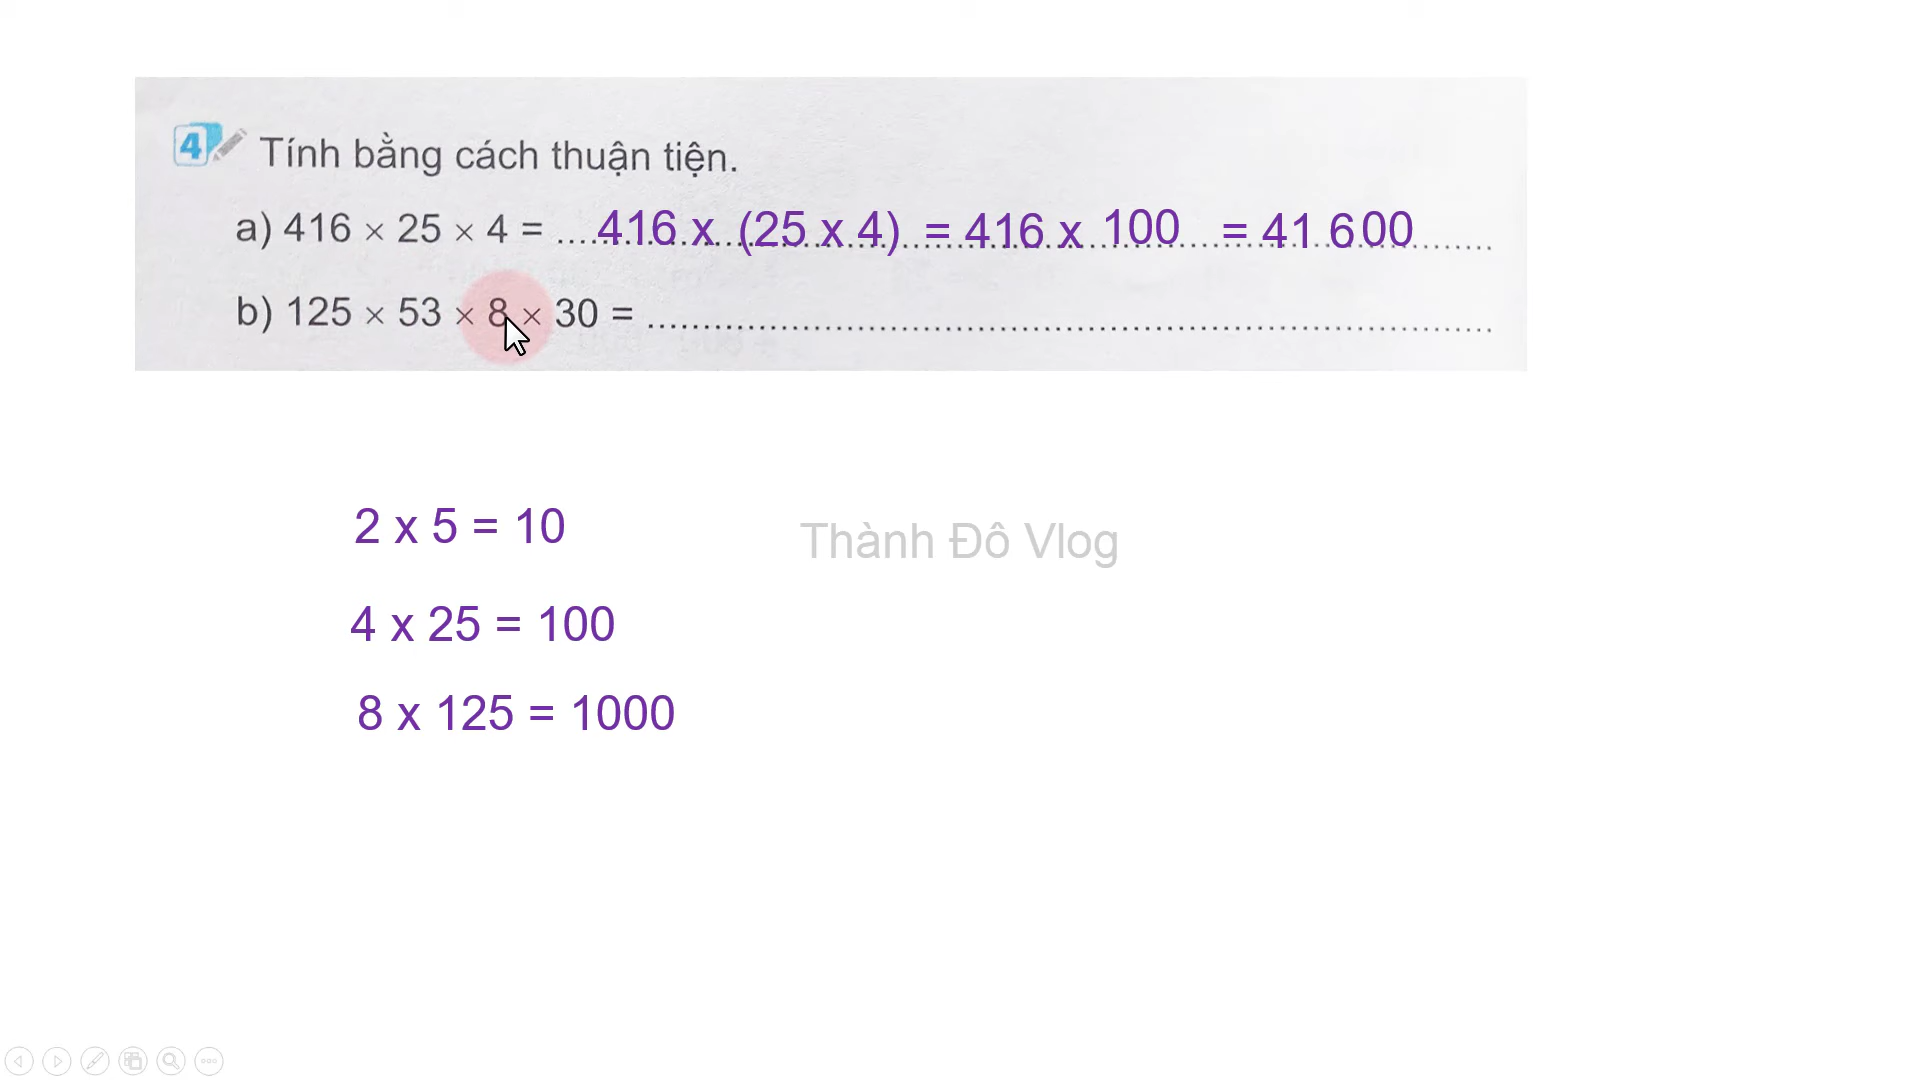 4 Tính bằng cách thuận tiện.
a) 416 × 25 × 4 = ...416 x (25 x 4) = 416 x 100 = 41 600...
b) 125 × 53 × 8 × 30 = ...
2 x 5 = 10
Thành Đô Vlog
4 x 25 = 100
8 x 125 = 1000